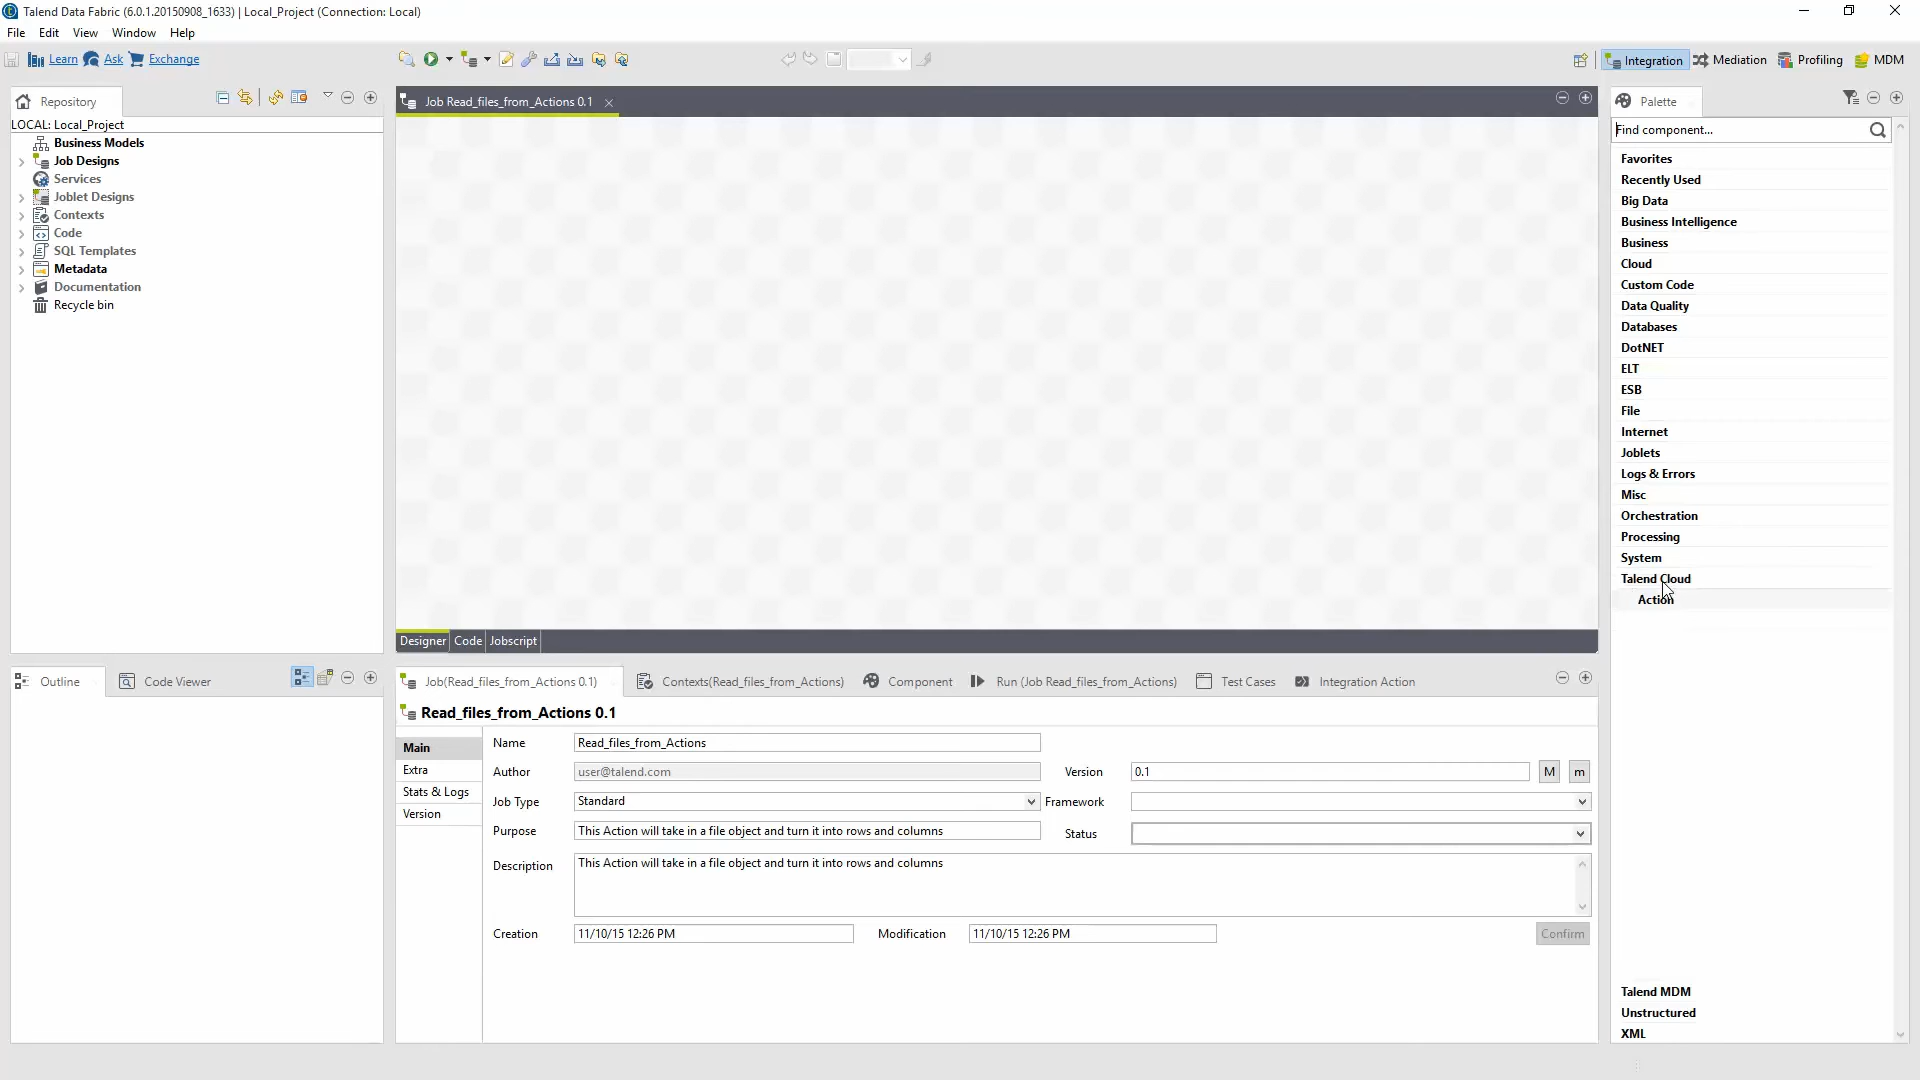 Talend Data Fabric (6.0.1.20150908_1633) | Local_Project (Connection: Local)
File Edit View Window Help
Learn Ask Exchange
Integration Mediation Profiling MDM
Repository
LOCAL: Local_Project
Business Models
Job Designs
Services
Joblet Designs
Contexts
Code
SQL Templates
Metadata
Documentation
Recycle bin
Job Read_files_from_Actions 0.1
Designer Code Jobscript
Palette
Find component...
Favorites
Recently Used
Big Data
Business Intelligence
Business
Cloud
Custom Code
Data Quality
Databases
DotNET
ELT
ESB
File
Internet
Joblets
Logs & Errors
Misc
Orchestration
Processing
System
Talend Cloud
Action
Talend MDM
Unstructured
XML
Outline Code Viewer
Job(Read_files_from_Actions 0.1) Contexts(Read_files_from_Actions) Component Run (Job Read_files_from_Actions) Test Cases Integration Action
Read_files_from_Actions 0.1
Main
Extra
Stats & Logs
Version
Name Read_files_from_Actions
Author user@talend.com Version 0.1 M m
Job Type Standard Framework
Purpose This Action will take in a file object and turn it into rows and columns Status
Description This Action will take in a file object and turn it into rows and columns
Creation 11/10/15 12:26 PM Modification 11/10/15 12:26 PM Confirm